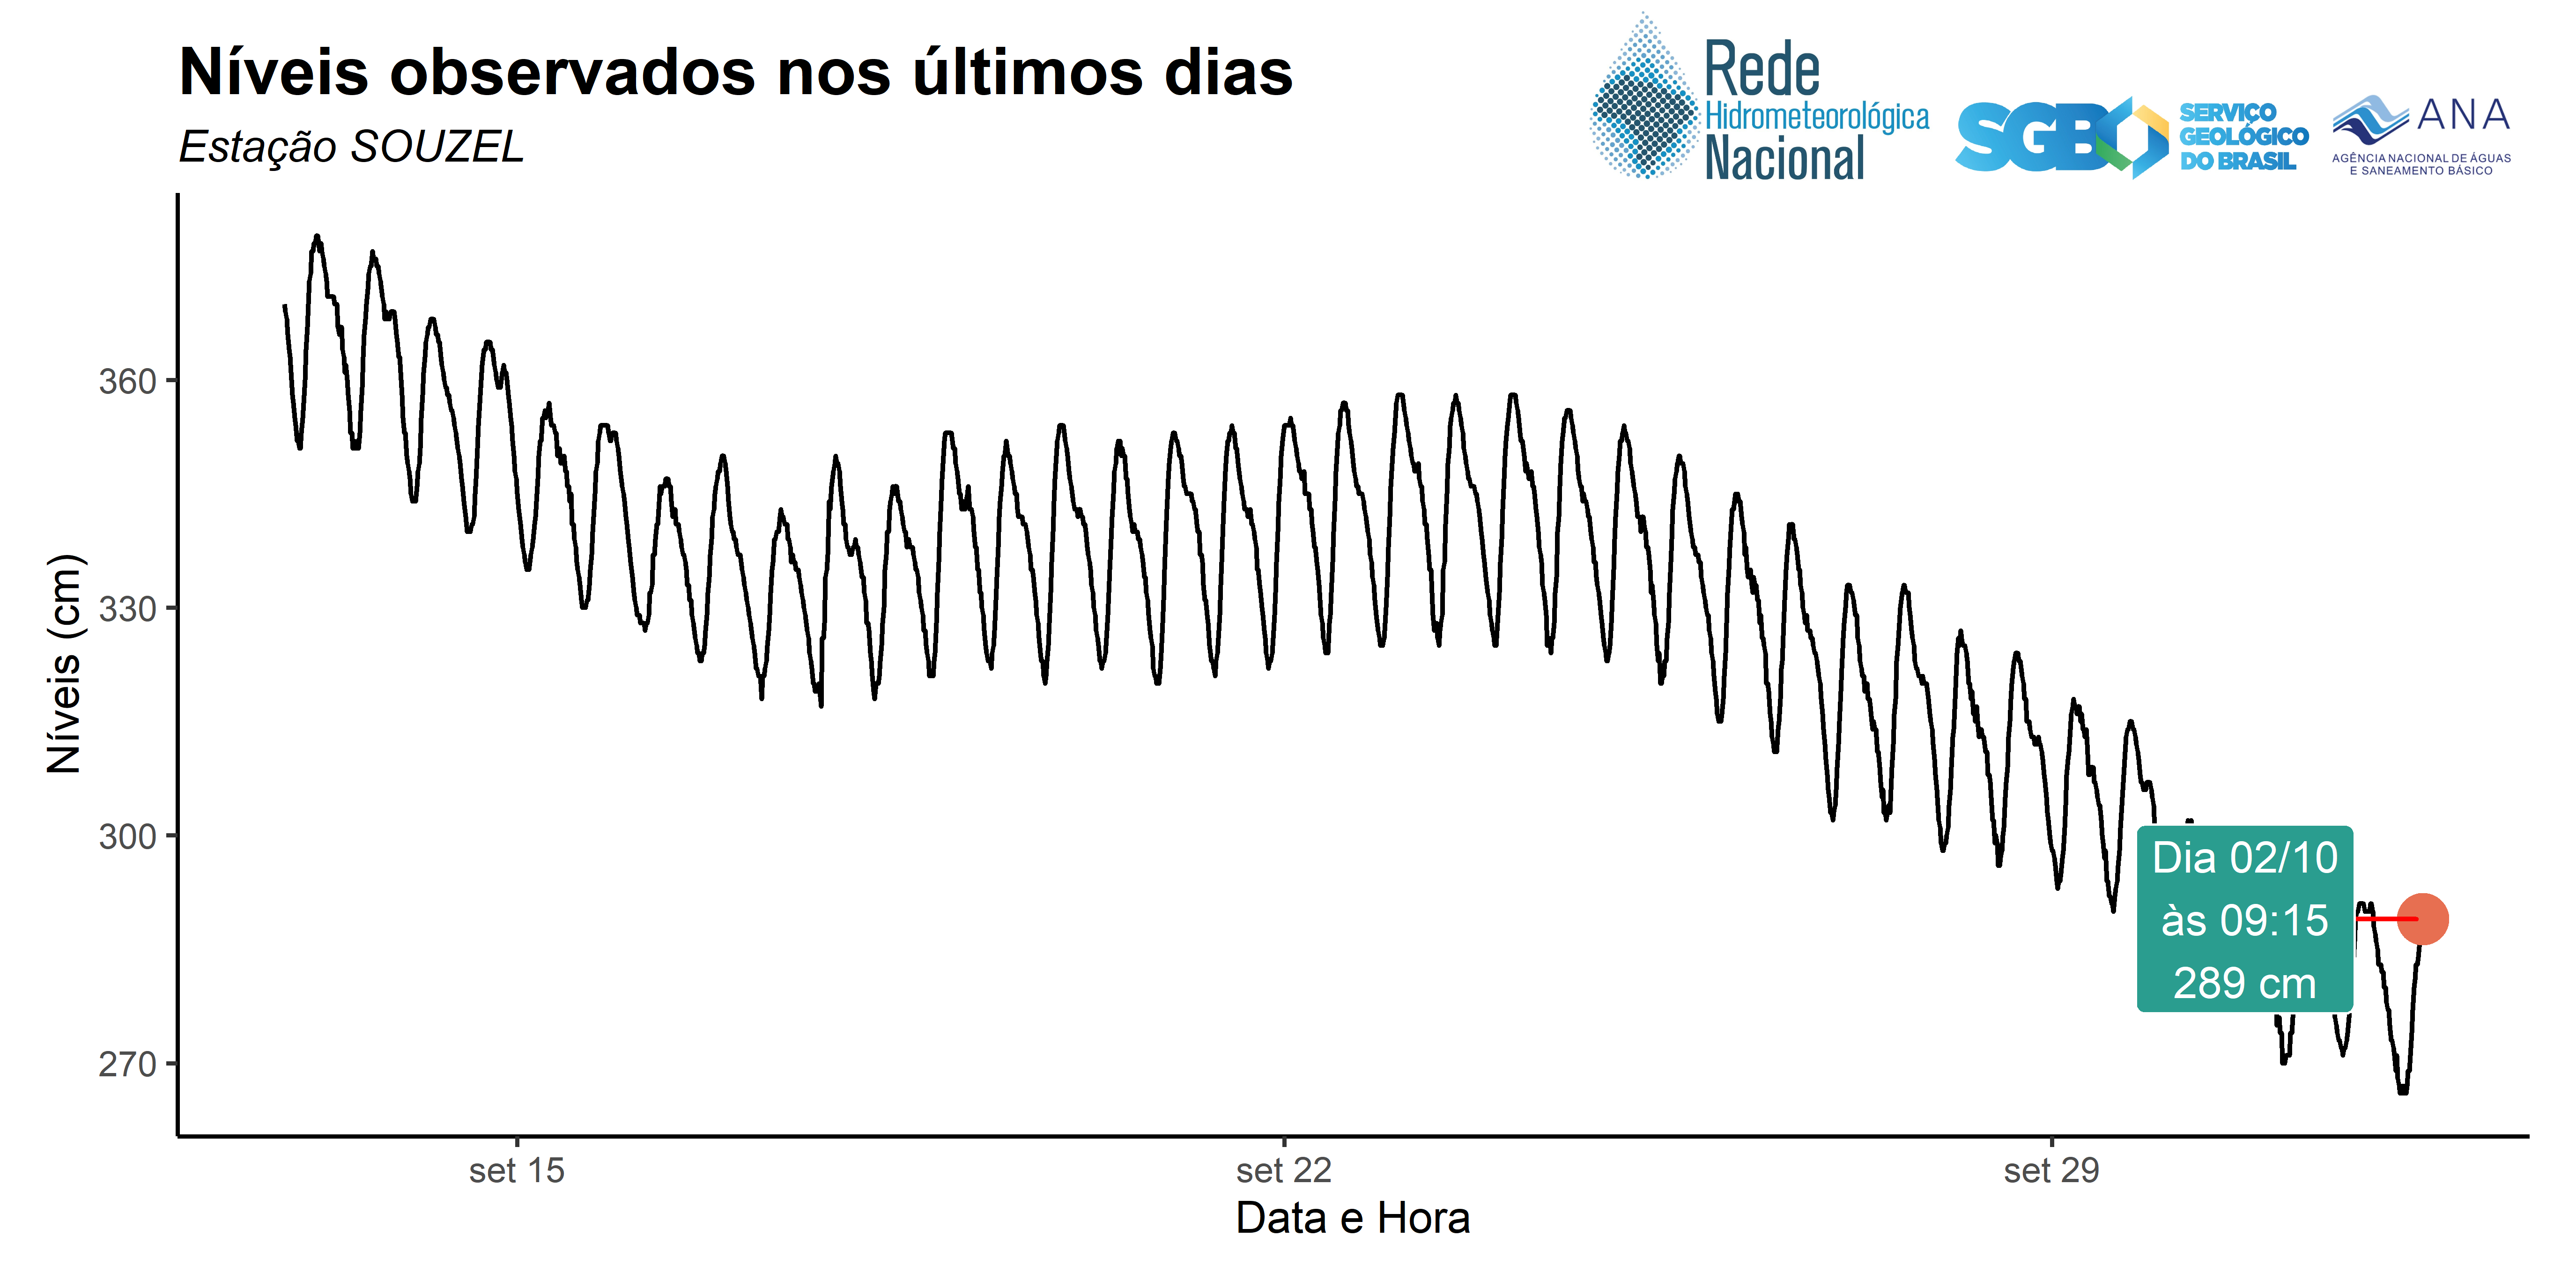 Níveis observados nos últimos dias
Estação SOUZEL
Rede
Hidrometeorológica
Nacional
SGB
SERVIÇO
GEOLÓGICO
DO BRASIL
ANA
AGÊNCIA NACIONAL DE ÁGUAS
E SANEAMENTO BÁSICO
Níveis (cm)
360
330
300
270
Dia 02/10
às 09:15
289 cm
set 15
set 22
set 29
Data e Hora